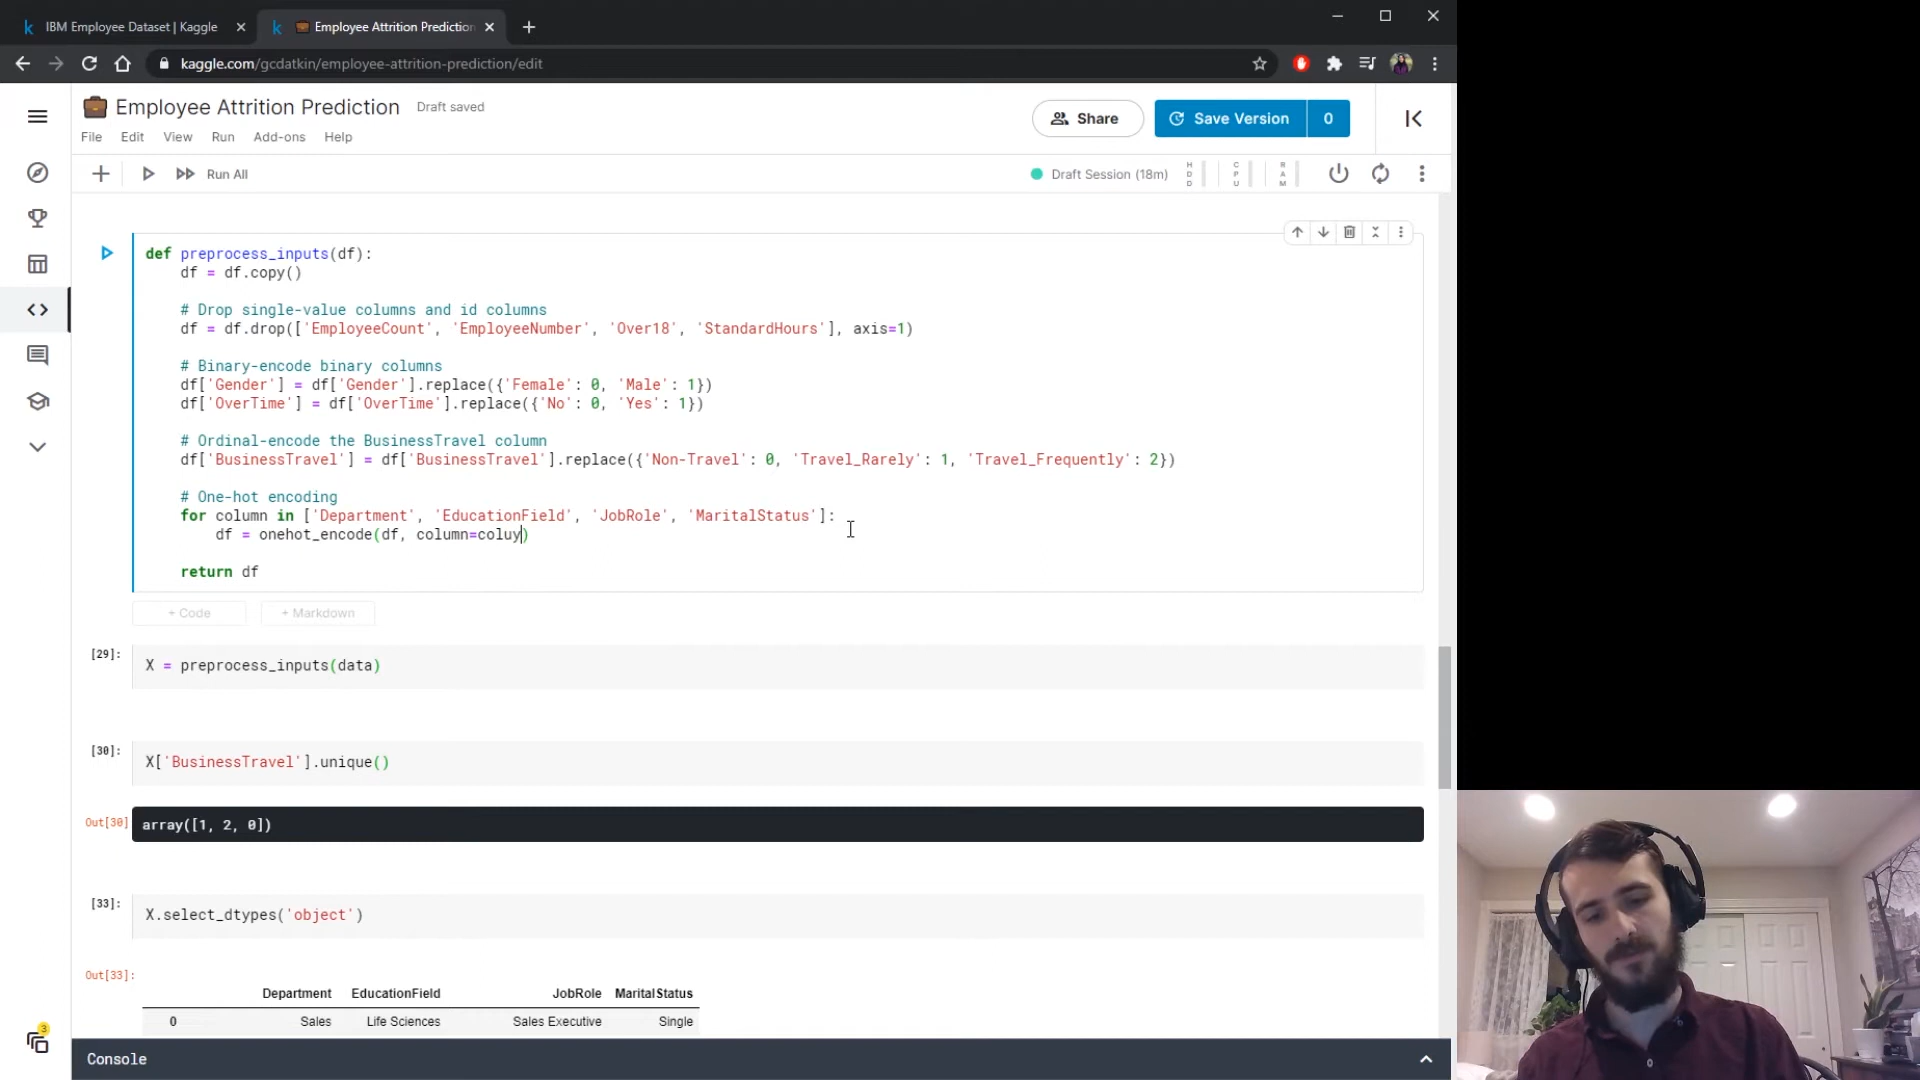 IBM Employee Dataset | Kaggle
Employee Attrition Prediction
kaggle.com/gcdatkin/employee-attrition-prediction/edit
Employee Attrition Prediction Draft saved
Share
Save Version 0
File Edit View Run Add-ons Help
Run All
Draft Session (18m)
HDD
CPU
RAM
def preprocess_inputs(df):
df = df.copy()
# Drop single-value columns and id columns
df = df.drop(['EmployeeCount', 'EmployeeNumber', 'Over18', 'StandardHours'], axis=1)
# Binary-encode binary columns
df['Gender'] = df['Gender'].replace({'Female': 0, 'Male': 1})
df['OverTime'] = df['OverTime'].replace({'No': 0, 'Yes': 1})
# Ordinal-encode the BusinessTravel column
df['BusinessTravel'] = df['BusinessTravel'].replace({'Non-Travel': 0, 'Travel_Rarely': 1, 'Travel_Frequently': 2})
# One-hot encoding
for column in ['Department', 'EducationField', 'JobRole', 'MaritalStatus']:
df = onehot_encode(df, column=coluy)
return df
+ Code + Markdown
[29]: X = preprocess_inputs(data)
[30]: X['BusinessTravel'].unique()
Out[30] array([1, 2, 0])
[33]: X.select_dtypes('object')
Out[33]:
Department EducationField JobRole MaritalStatus
0 Sales Life Sciences Sales Executive Single
3
Console